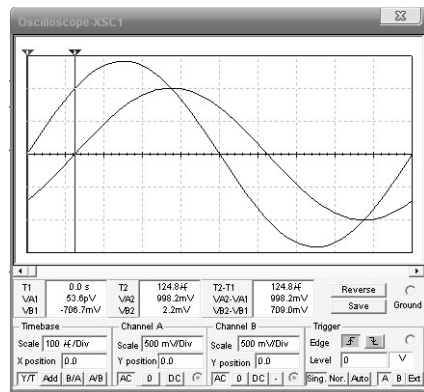 Oscilloscope-XSC1
T1 0.0 s T2 124.8 T2-T1 124.8
VA1 53.6pV VA2 998.2mV VA2-VA1 998.2mV
VB1 -706.7mV VB2 2.2mV VB2-VB1 709.0mV
Reverse
Save
Ground
Timebase
Scale 100 /Div
X position 0.0
Y/T Add B/A A/B
Channel A
Scale 500 mV/Div
Y position 0.0
AC 0 DC
Channel B
Scale 500 mV/Div
Y position 0.0
AC 0 DC -
Trigger
Edge
Level 0 V
Sing. Nor. Auto A B Ext